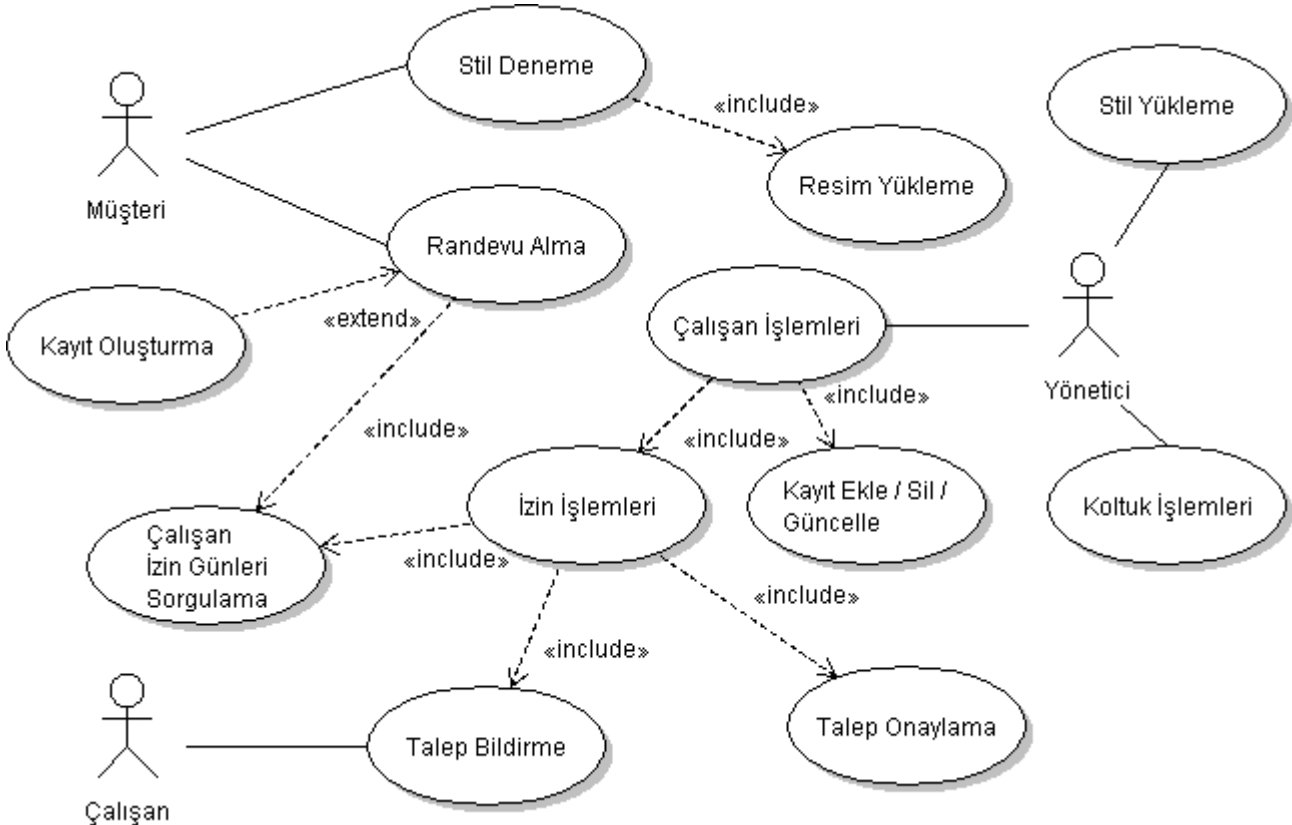 Stil Deneme
«include»
Stil Yükleme
Resim Yükleme
Müşteri
Randevu Alma
«extend»
Kayıt Oluşturma
Çalışan İşlemleri
Yönetici
«include»
«include»
«include»
İzin İşlemleri
Kayıt Ekle / Sil /
Güncelle
Koltuk İşlemleri
Çalışan
İzin Günleri
Sorgulama
«include»
«include»
«include»
Talep Bildirme
Talep Onaylama
Çalışan